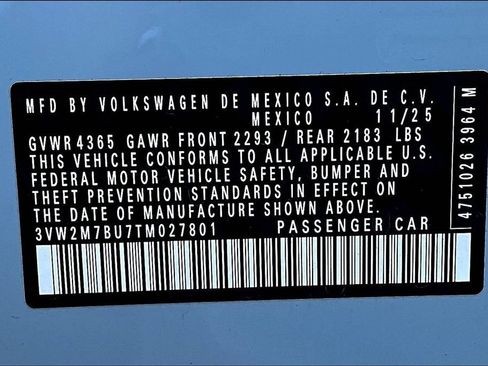 MFD BY VOLKSWAGEN DE MEXICO S.A. DE C.V.
MEXICO 11/25
GVWR 4365 GAWR FRONT 2293 / REAR 2183 LBS
THIS VEHICLE CONFORMS TO ALL APPLICABLE U.S.
FEDERAL MOTOR VEHICLE SAFETY, BUMPER AND
THEFT PREVENTION STANDARDS IN EFFECT ON
THE DATE OF MANUFACTURE SHOWN ABOVE.
3VW2M7BU7TM027801 PASSENGER CAR
4751026 3964 M